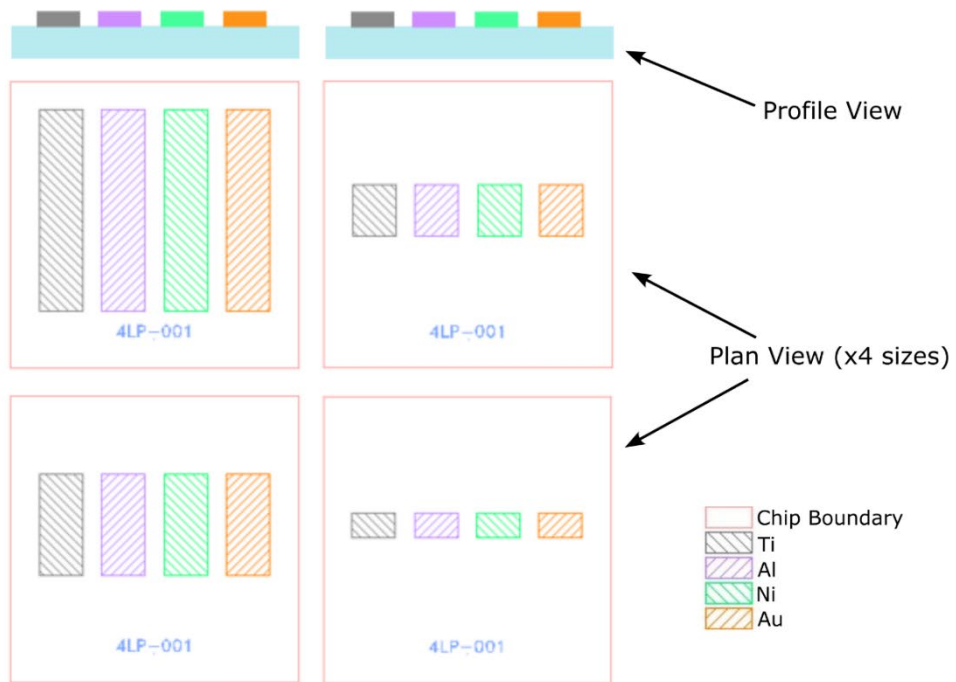 Profile View
4LP-001
4LP-001
Plan View (x4 sizes)
4LP-001
4LP-001
Chip Boundary
Ti
Al
Ni
Au